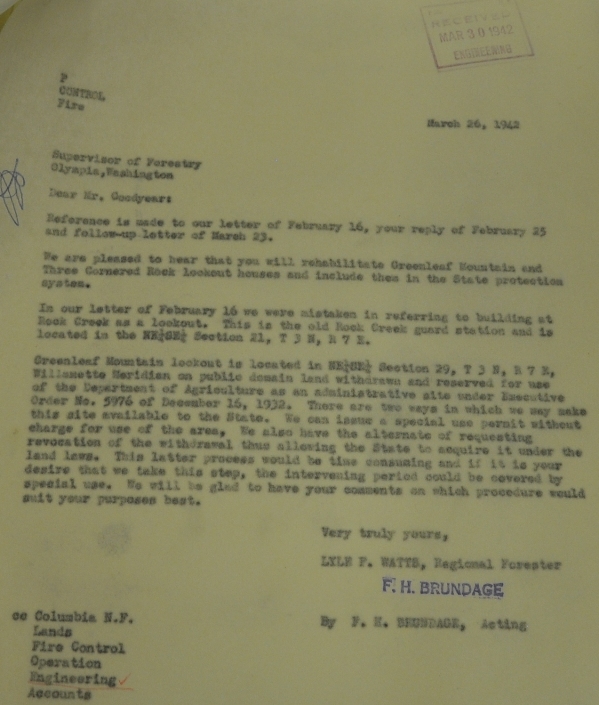 RECEIVED
MAR 30 1942
ENGINEERING
P
CONTROL
Fire
March 26, 1942
Supervisor of Forestry
Olympia,Washington
Dear Mr. Goodyear:
Reference is made to our letter of February 16, your reply of February 25
and follow-up letter of March 23.
We are pleased to hear that you will rehabilitate Greenleaf Mountain and
Three Cornered Rock lookout houses and include them in the State protection
system.
In our letter of February 16 we were mistaken in referring to building at
Rock Creek as a lookout. This is the old Rock Creek guard station and is
located in the NE¼SE¼ Section 21, T 3 N, R 7 E.
Greenleaf Mountain lookout is located in NE¼SE¼ Section 29, T 3 N, R 7 E,
Willamette Meridian on public domain land withdrawn and reserved for use
of the Department of Agriculture as an administrative site under Executive
Order No. 5976 of December 16, 1932. There are two ways in which we may make
this site available to the State. We can issue a special use permit without
charge for use of the area. We also have the alternate of requesting
revocation of the withdrawal thus allowing the State to acquire it under the
land laws. This latter process would be time consuming and if it is your
desire that we take this step, the intervening period could be covered by
special use. We will be glad to have your comments on which procedure would
suit your purposes best.
Very truly yours,
LYLE F. WATTS, Regional Forester
F. H. BRUNDAGE
By F. H. BRUNDAGE, Acting
cc Columbia N.F.
Lands
Fire Control
Operation
Engineering
Accounts